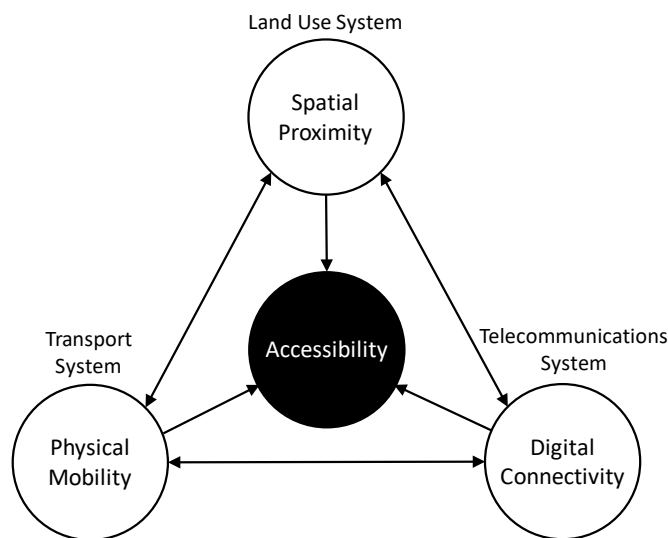 Land Use System
Spatial
Proximity
Transport
System
Accessibility
Telecommunications
System
Physical
Mobility
Digital
Connectivity